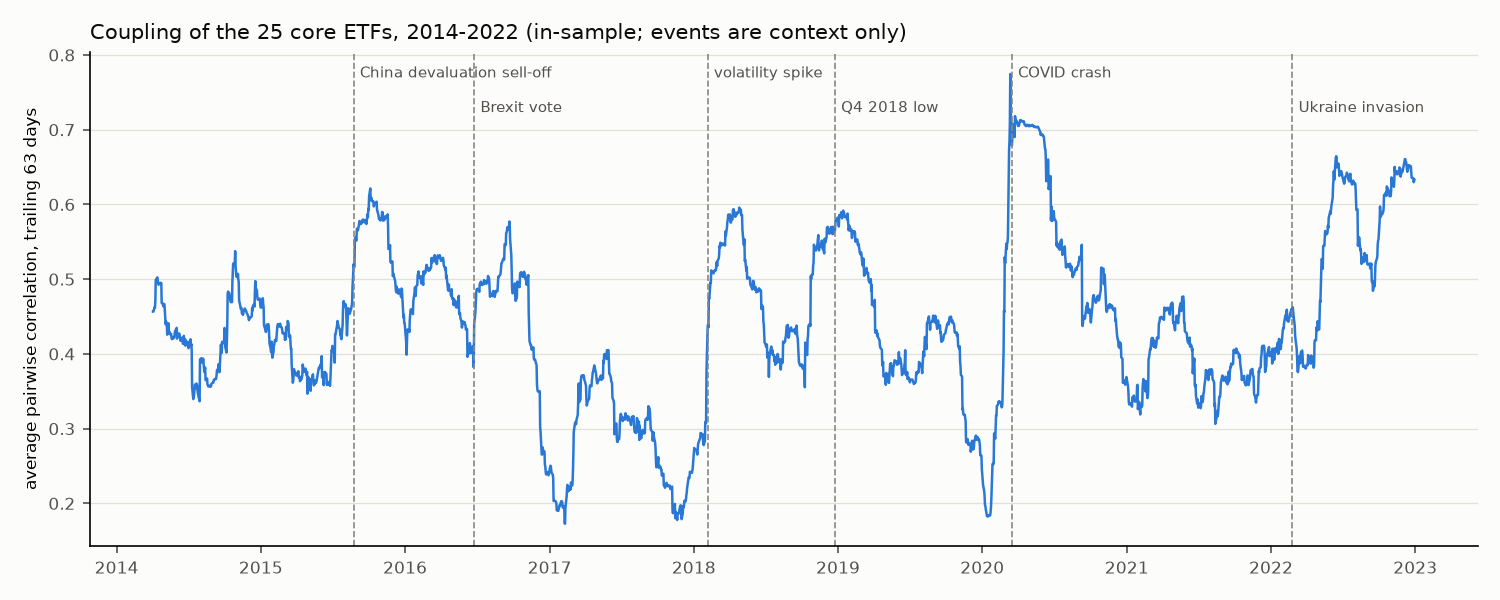 Coupling of the 25 core ETFs, 2014-2022 (in-sample; events are context only)
average pairwise correlation, trailing 63 days
0.8
0.7
0.6
0.5
0.4
0.3
0.2
China devaluation sell-off
volatility spike
COVID crash
Brexit vote
Q4 2018 low
Ukraine invasion
2014 2015 2016 2017 2018 2019 2020 2021 2022 2023